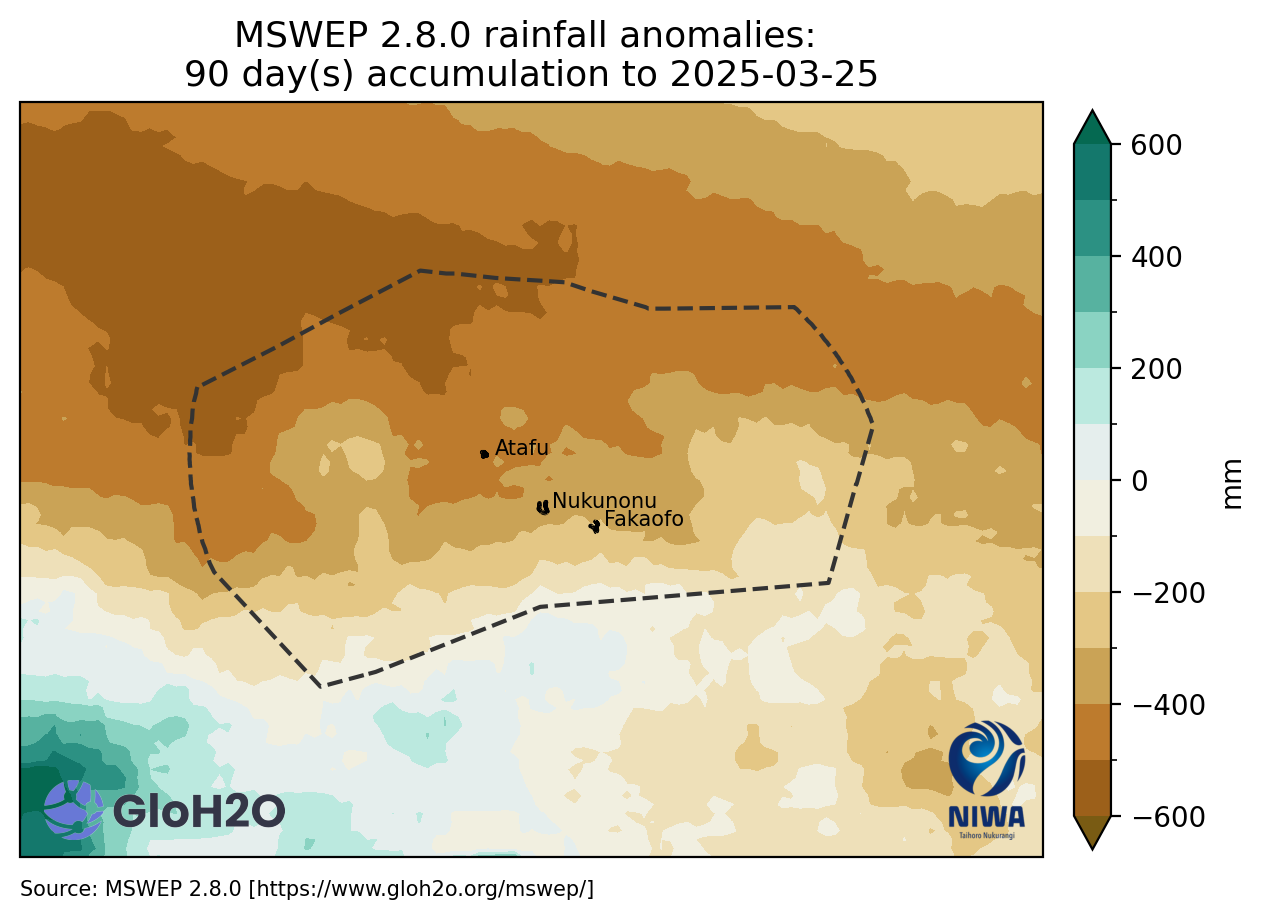 MSWEP 2.8.0 rainfall anomalies:
90 day(s) accumulation to 2025-03-25
600
400
200
0
−200
−400
−600
mm
Atafu
Nukunonu
Fakaofo
GloH2O
NIWA
Taihoro Nukurangi
Source: MSWEP 2.8.0 [https://www.gloh2o.org/mswep/]